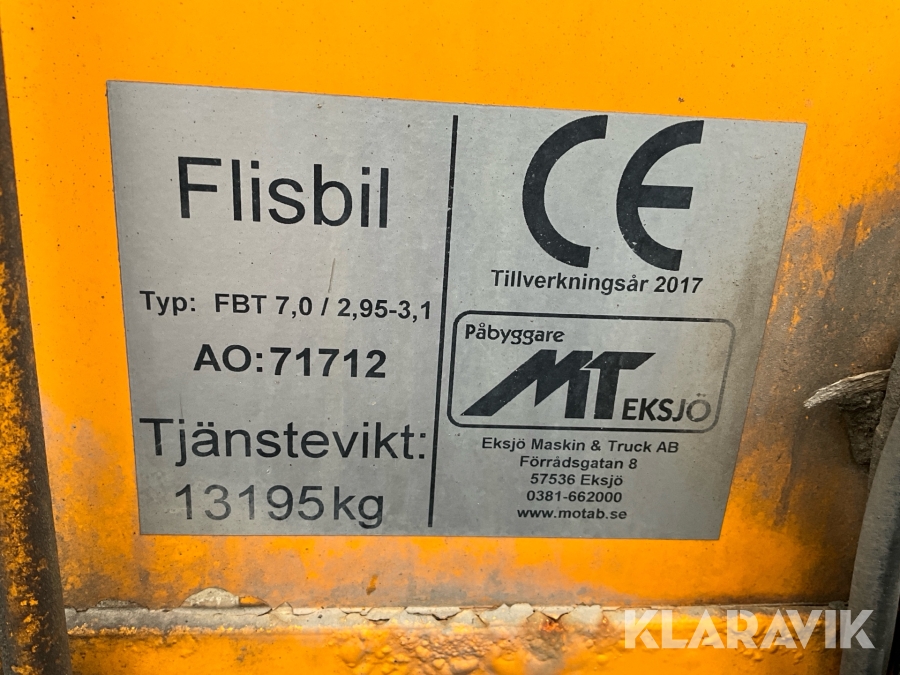 Flisbil
Typ: FBT 7,0 / 2,95-3,1
AO:71712
Tjänstevikt:
13195kg
CE
Tillverkningsår 2017
Påbyggare
MT EKSJÖ
Eksjö Maskin & Truck AB
Förrådsgatan 8
57536 Eksjö
0381-662000
www.motab.se
KLARAVIK